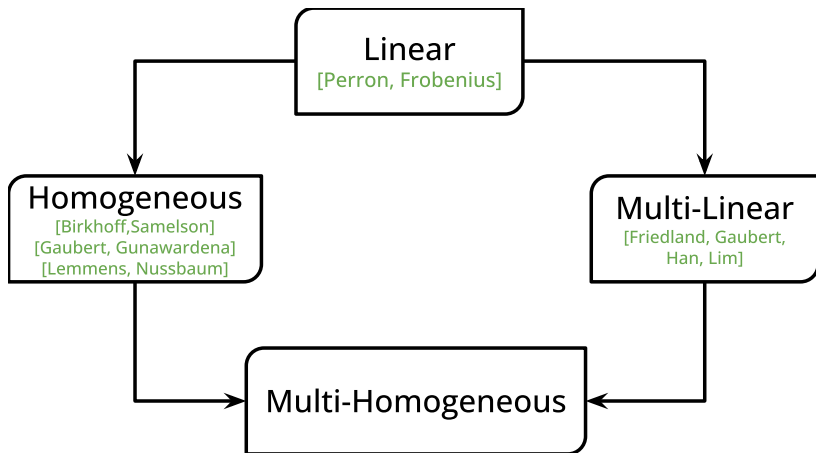 Linear
[Perron, Frobenius]
Homogeneous
[Birkhoff,Samelson]
[Gaubert, Gunawardena]
[Lemmens, Nussbaum]
Multi-Linear
[Friedland, Gaubert,
Han, Lim]
Multi-Homogeneous